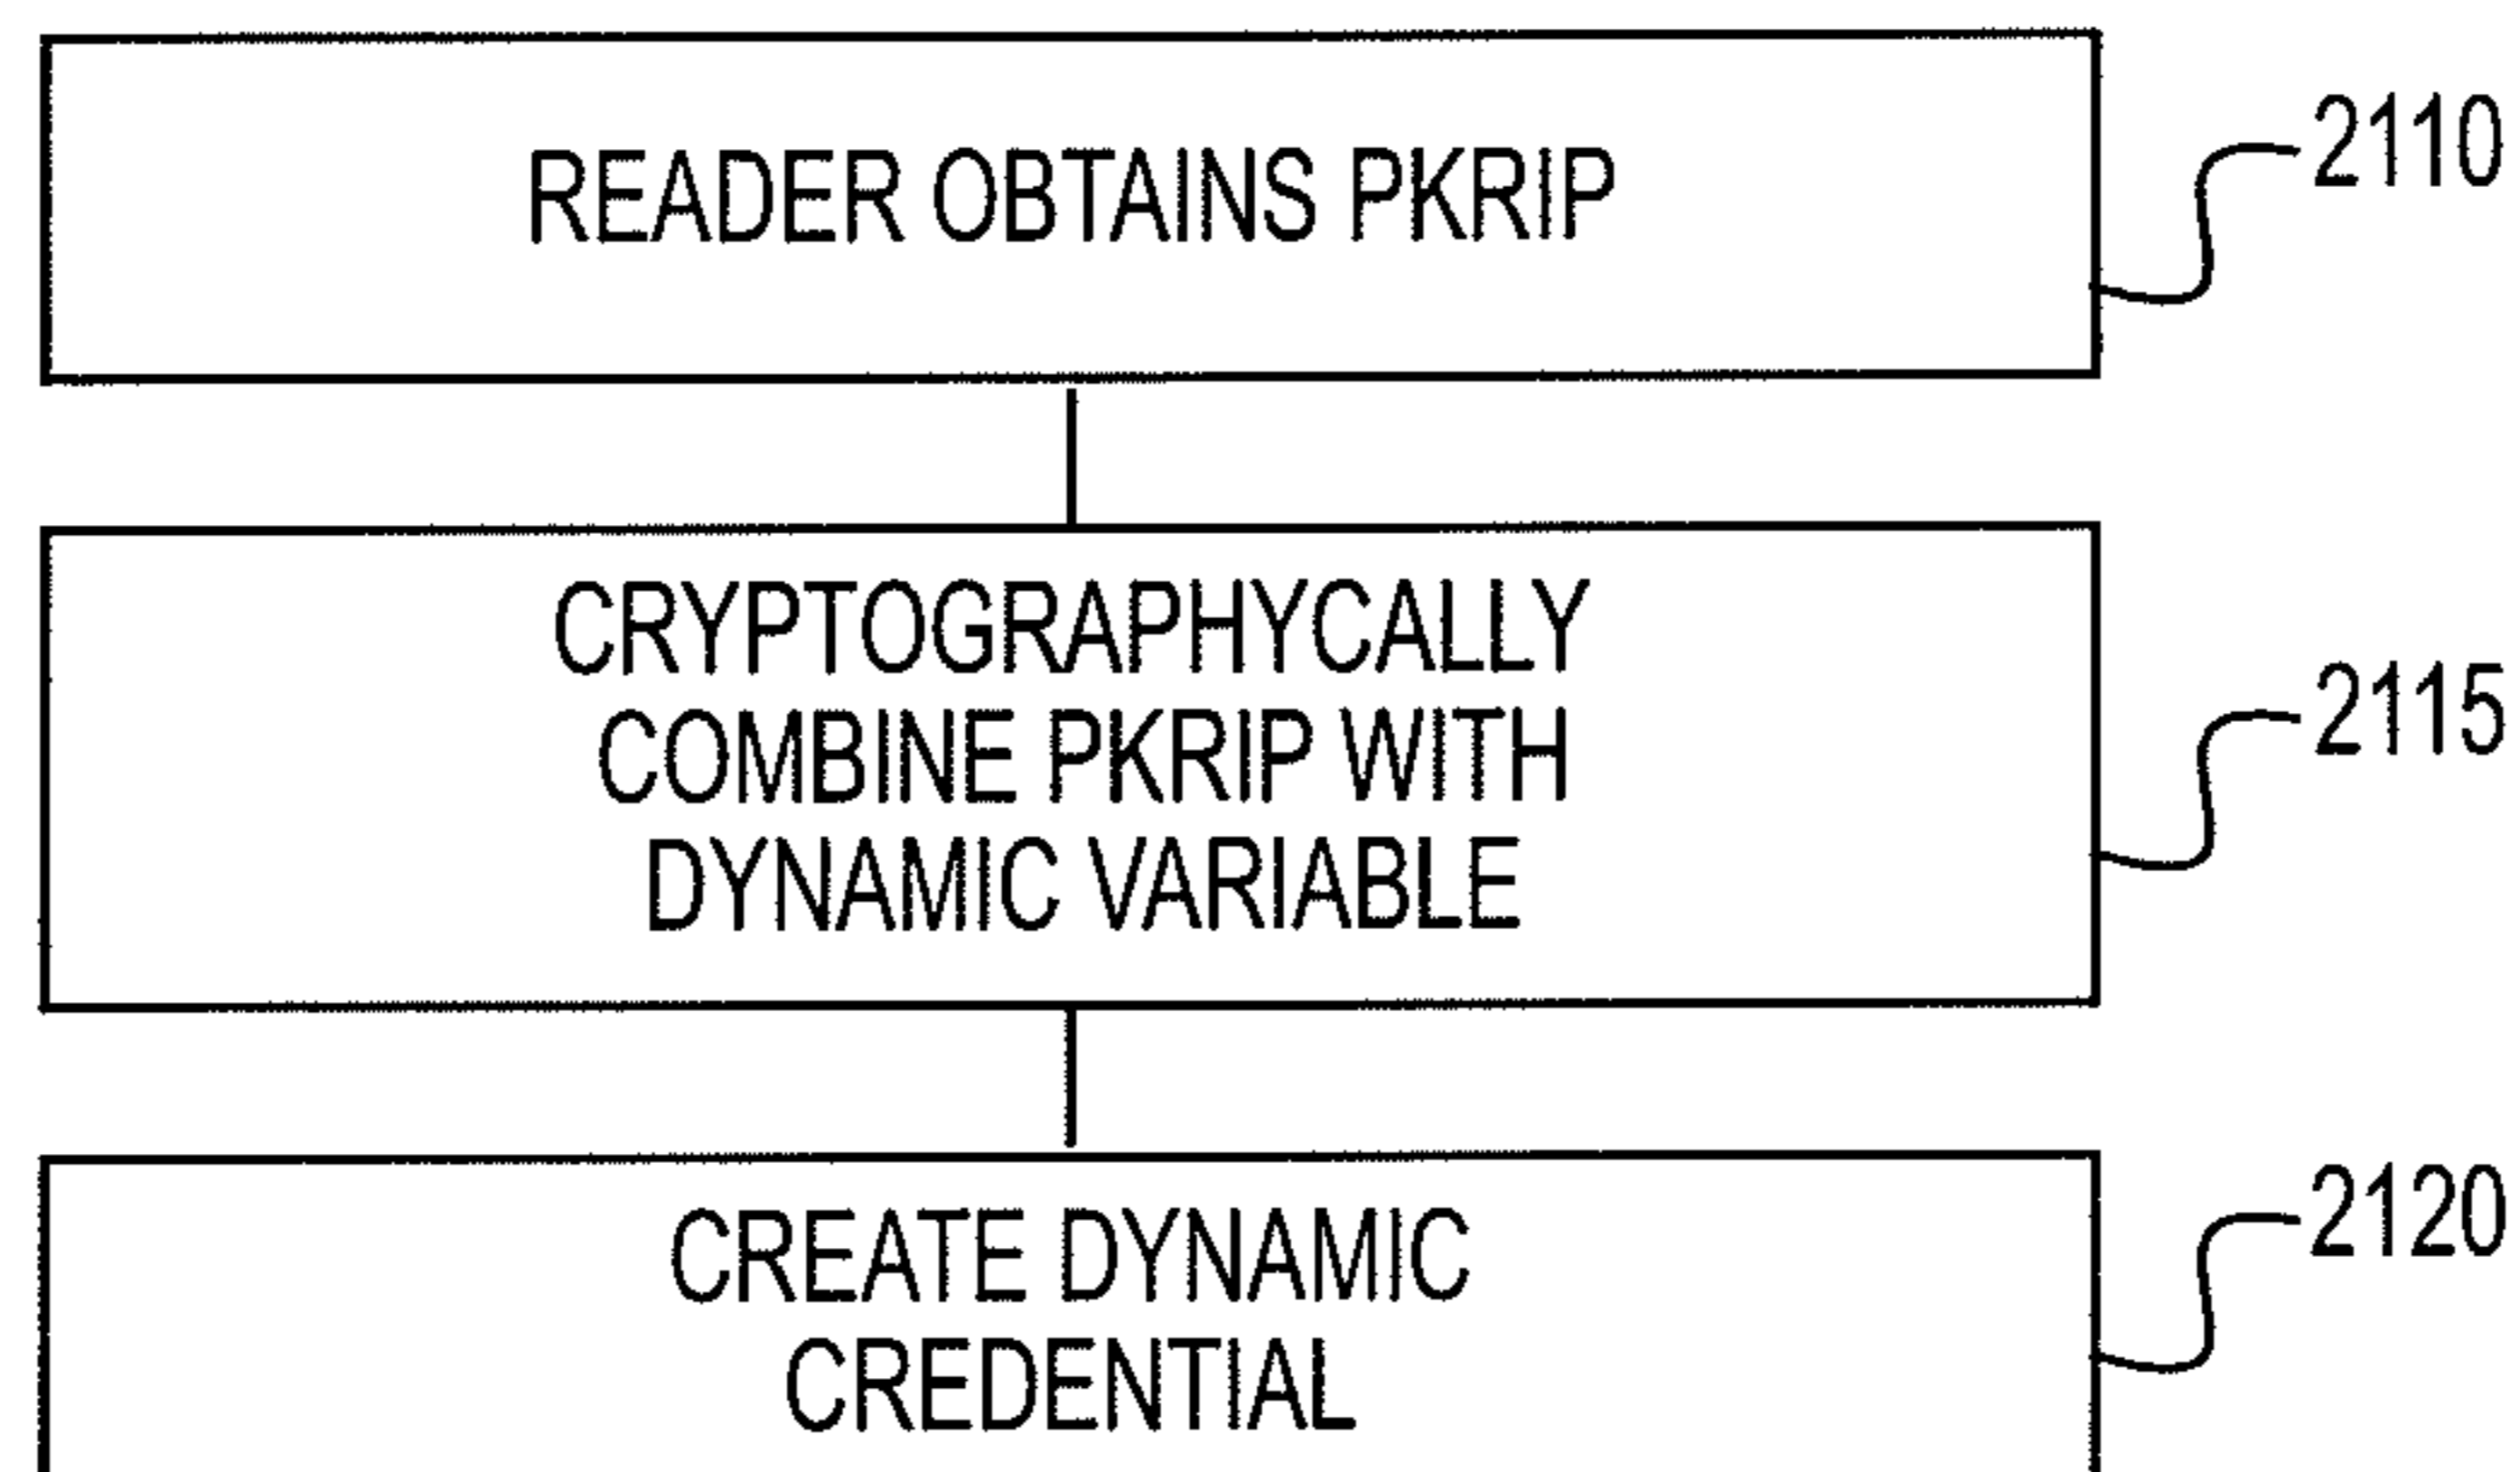 READER OBTAINS PKRIP
2110
CRYPTOGRAPHYCALLY
COMBINE PKRIP WITH
DYNAMIC VARIABLE
2115
CREATE DYNAMIC
CREDENTIAL
2120